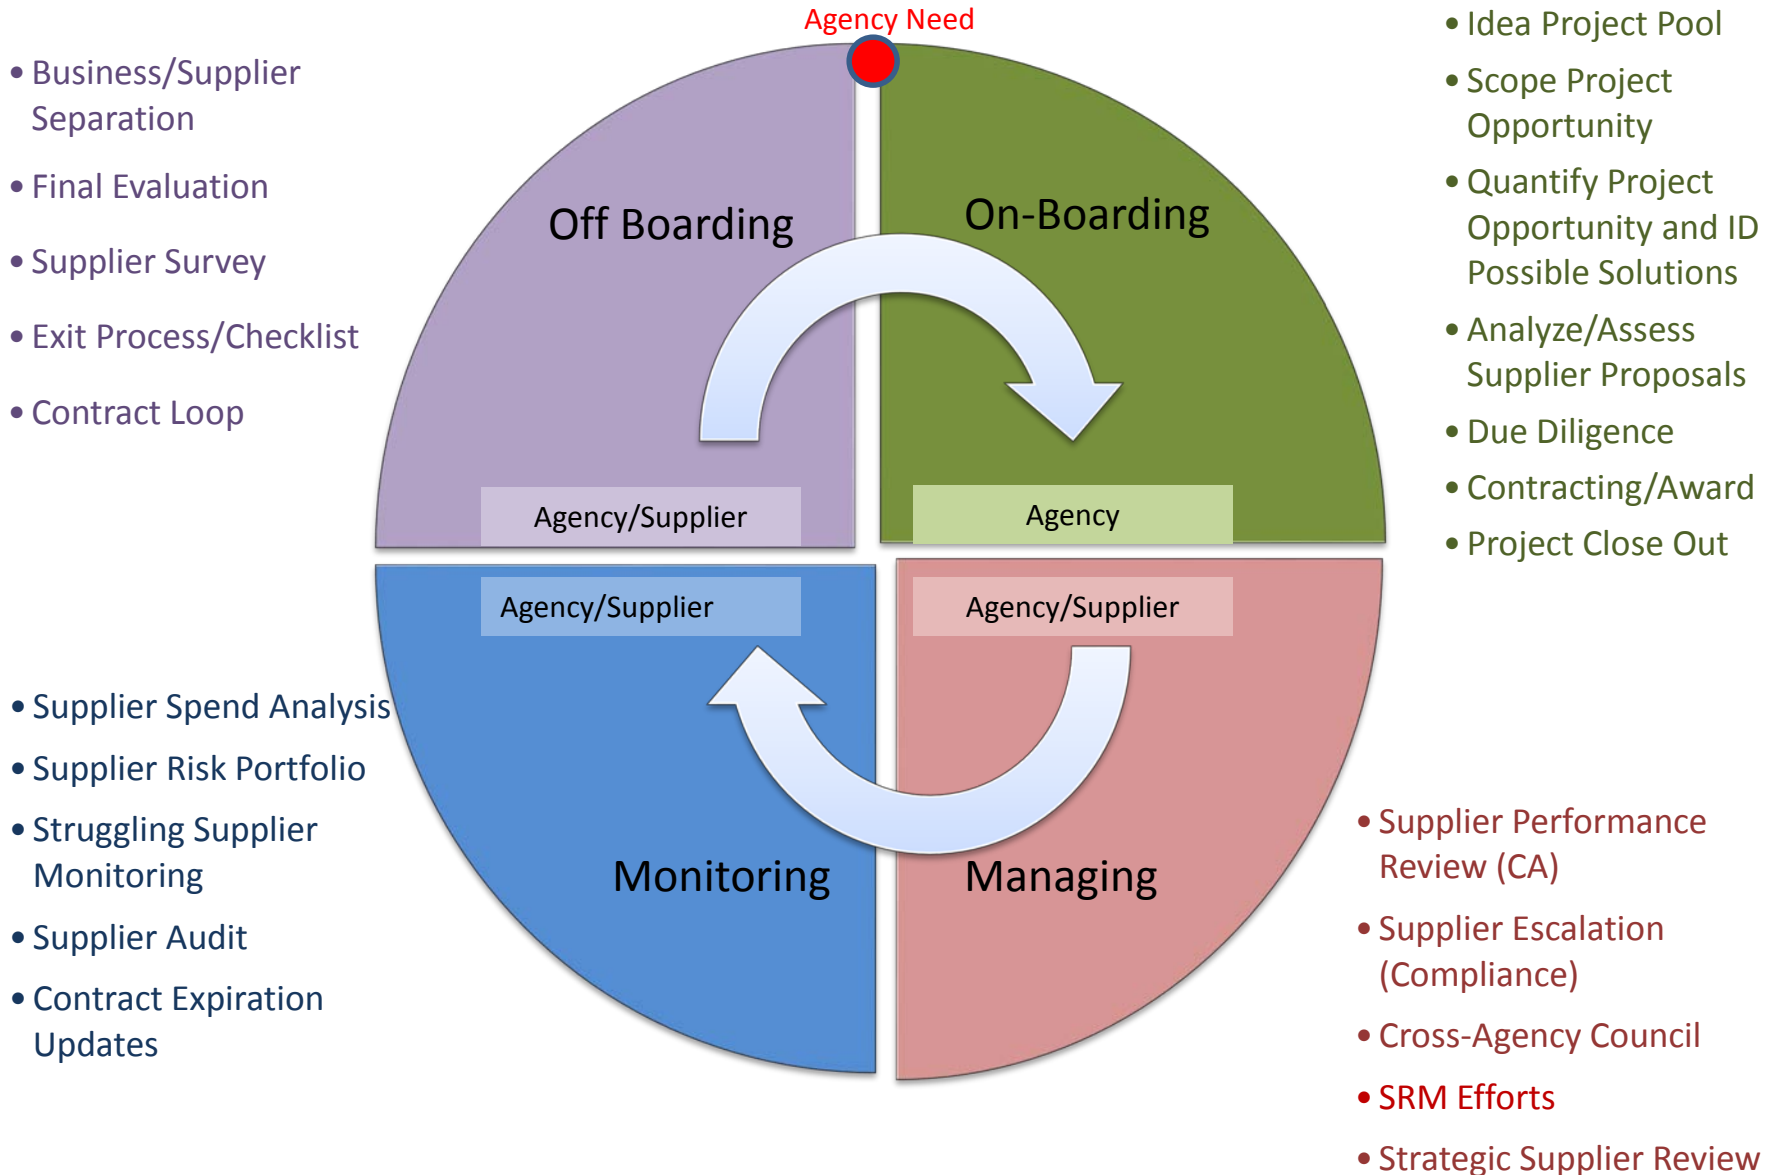 Agency Need
• Business/Supplier
Separation
• Final Evaluation
• Supplier Survey
• Exit Process/Checklist
• Contract Loop
Off Boarding
On-Boarding
• Idea Project Pool
• Scope Project
Opportunity
• Quantify Project
Opportunity and ID
Possible Solutions
• Analyze/Assess
Supplier Proposals
• Due Diligence
• Contracting/Award
• Project Close Out
Agency/Supplier
Agency
Agency/Supplier
Agency/Supplier
• Supplier Spend Analysis
• Supplier Risk Portfolio
• Struggling Supplier
Monitoring
• Supplier Audit
• Contract Expiration
Updates
Monitoring
Managing
• Supplier Performance
Review (CA)
• Supplier Escalation
(Compliance)
• Cross-Agency Council
• SRM Efforts
• Strategic Supplier Review